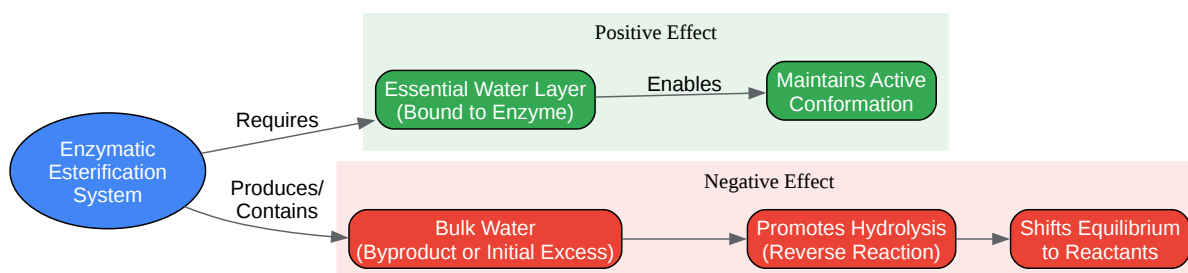 Positive Effect
Essential Water Layer
(Bound to Enzyme)
Enables
Maintains Active
Conformation
Requires
Enzymatic
Esterification
System
Produces/
Contains
Negative Effect
Bulk Water
(Byproduct or Initial Excess)
Promotes Hydrolysis
(Reverse Reaction)
Shifts Equilibrium
to Reactants